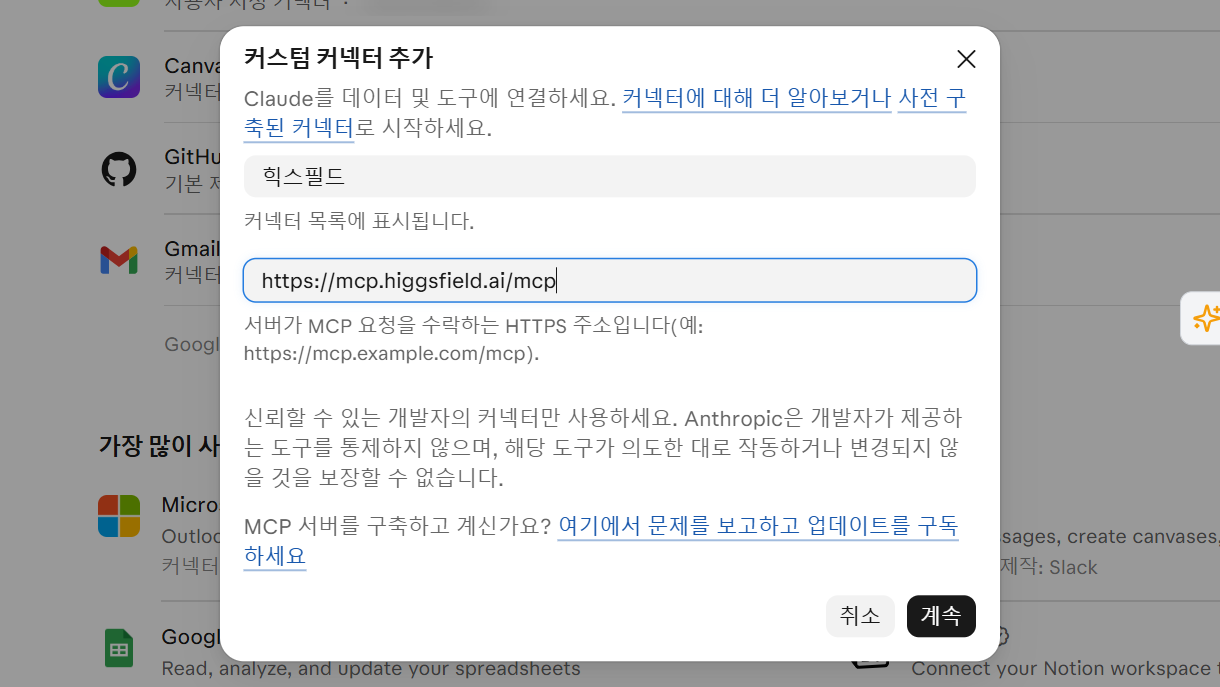 사용자 지정 커넥터 ·
커스텀 커넥터 추가
Claude를 데이터 및 도구에 연결하세요. 커넥터에 대해 더 알아보거나 사전 구
축된 커넥터로 시작하세요.
힉스필드
커넥터 목록에 표시됩니다.
https://mcp.higgsfield.ai/mcp
서버가 MCP 요청을 수락하는 HTTPS 주소입니다(예:
https://mcp.example.com/mcp).
신뢰할 수 있는 개발자의 커넥터만 사용하세요. Anthropic은 개발자가 제공하
는 도구를 통제하지 않으며, 해당 도구가 의도한 대로 작동하거나 변경되지 않
을 것을 보장할 수 없습니다.
MCP 서버를 구축하고 계신가요? 여기에서 문제를 보고하고 업데이트를 구독
하세요
취소
계속
Canva
커넥터
GitHu
기본 제
Gmail
커넥터
Googl
가장 많이 사
Micros
Outloo
커넥터
sages, create canvases,
제작: Slack
Googl
Read, analyze, and update your spreadsheets
Connect your Notion workspace t